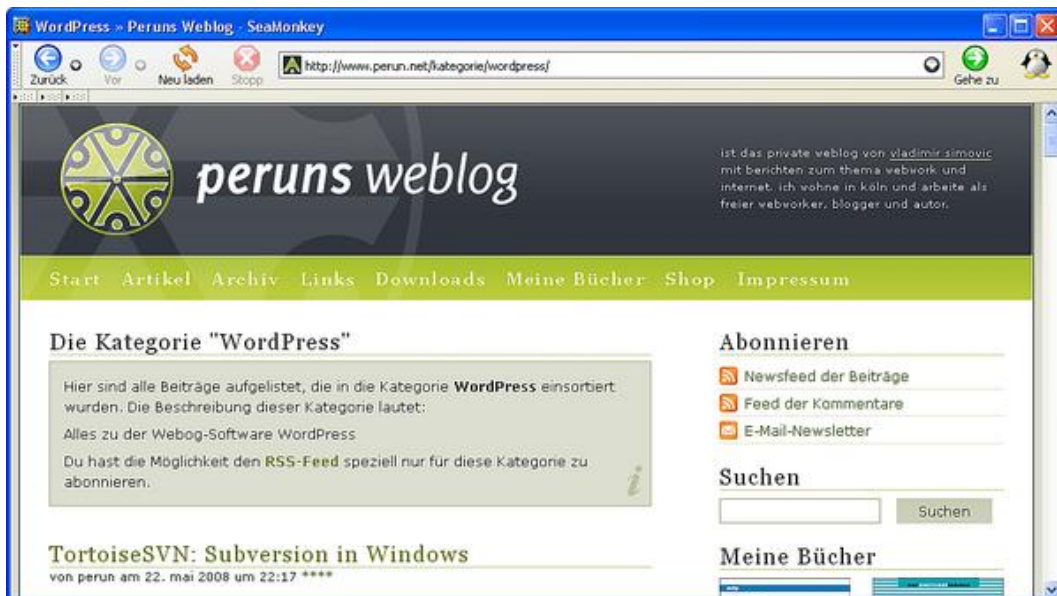 WordPress » Peruns Weblog - SeaMonkey
Zurück Vor Neu laden Stopp http://www.perun.net/kategorie/wordpress/ Gehe zu
peruns weblog
ist das private weblog von vladimir simovic
mit berichten zum thema webwork und
internet. ich wohne in köln und arbeite als
freier webworker, blogger und autor.
Start Artikel Archiv Links Downloads Meine Bücher Shop Impressum
Die Kategorie "WordPress"
Hier sind alle Beiträge aufgelistet, die in die Kategorie WordPress einsortiert
wurden. Die Beschreibung dieser Kategorie lautet:
Alles zu der Webog-Software WordPress
Du hast die Möglichkeit den RSS-Feed speziell nur für diese Kategorie zu
abonnieren.
i
TortoiseSVN: Subversion in Windows
von perun am 22. mai 2008 um 22:17 ****
Abonnieren
Newsfeed der Beiträge
Feed der Kommentare
E-Mail-Newsletter
Suchen
Suchen
Meine Bücher